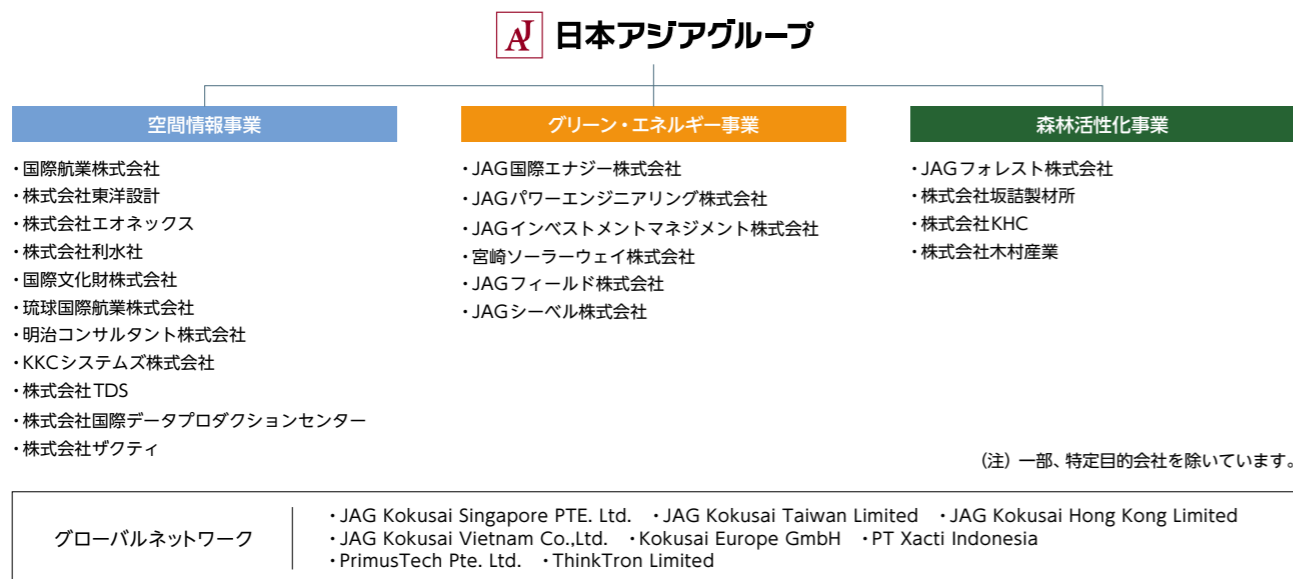 AJ 日本アジアグループ
空間情報事業
・国際航業株式会社
・株式会社東洋設計
・株式会社エオネックス
・株式会社利水社
・国際文化財株式会社
・琉球国際航業株式会社
・明治コンサルタント株式会社
・KKCシステムズ株式会社
・株式会社TDS
・株式会社国際データプロダクションセンター
・株式会社ザクティ
グリーン・エネルギー事業
・JAG国際エナジー株式会社
・JAGパワーエンジニアリング株式会社
・JAGインベストメントマネジメント株式会社
・宮崎ソーラーウェイ株式会社
・JAGフィールド株式会社
・JAGシーベル株式会社
森林活性化事業
・JAGフォレスト株式会社
・株式会社坂詰製材所
・株式会社KHC
・株式会社木村産業
（注）一部、特定目的会社を除いています。
グローバルネットワーク
・JAG Kokusai Singapore PTE. Ltd. ・JAG Kokusai Taiwan Limited ・JAG Kokusai Hong Kong Limited
・JAG Kokusai Vietnam Co.,Ltd. ・Kokusai Europe GmbH ・PT Xacti Indonesia
・PrimusTech Pte. Ltd. ・ThinkTron Limited